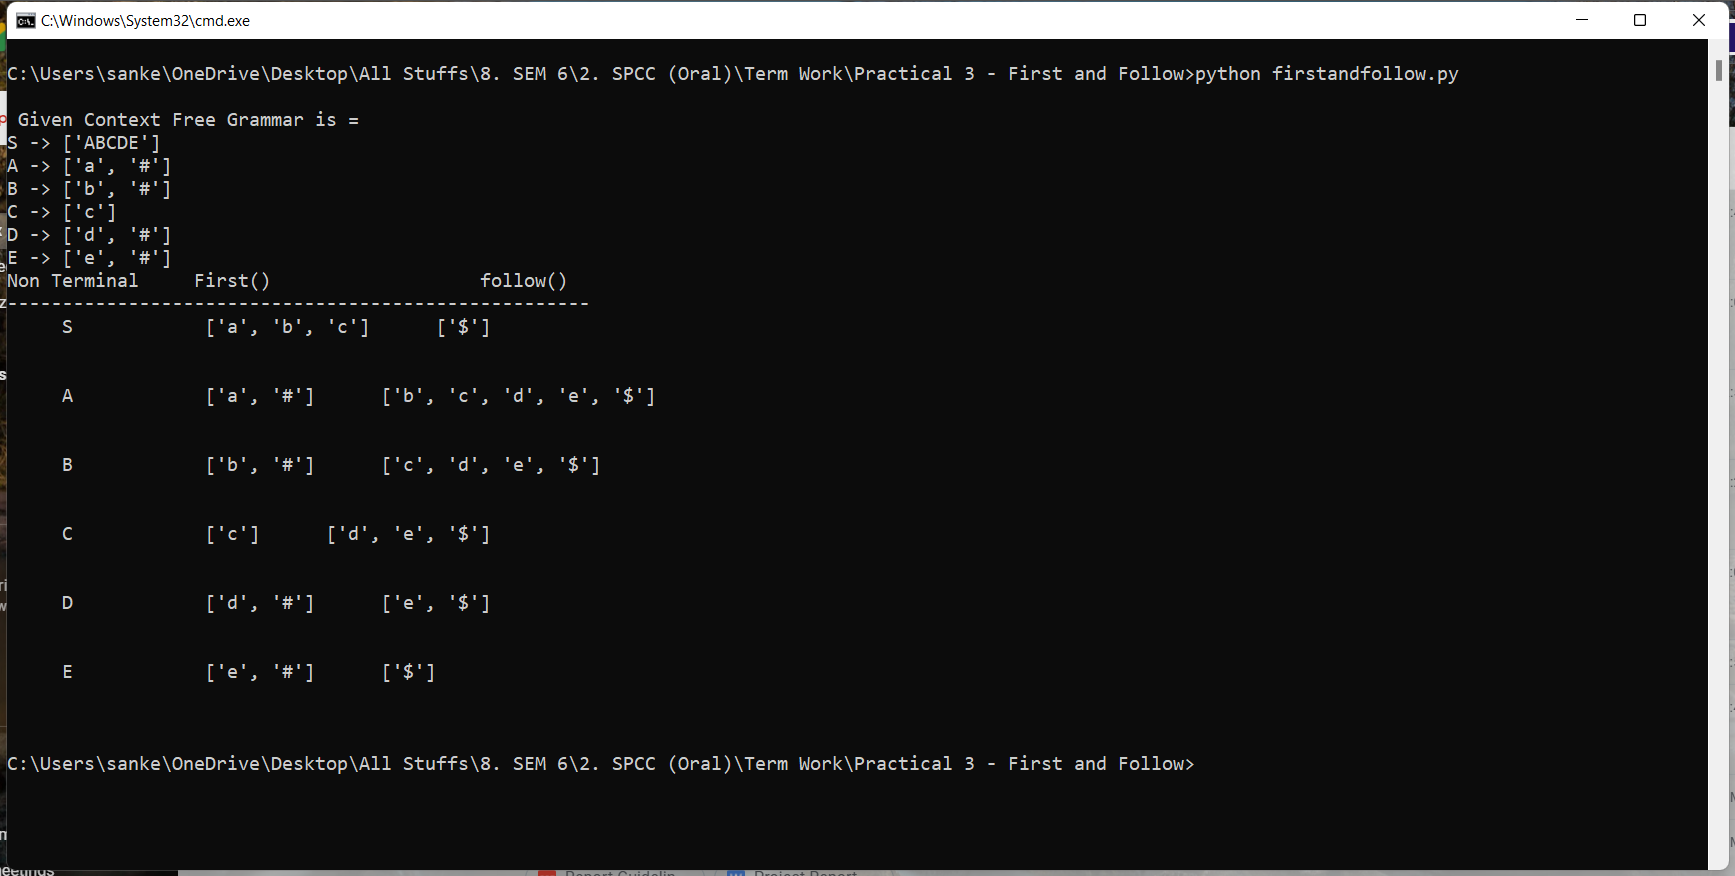 C:\Windows\System32\cmd.exe
C:\Users\sanke\OneDrive\Desktop\All Stuffs\8. SEM 6\2. SPCC (Oral)\Term Work\Practical 3 - First and Follow>python firstandfollow.py
Given Context Free Grammar is =
S -> ['ABCDE']
A -> ['a', '#']
B -> ['b', '#']
C -> ['c']
D -> ['d', '#']
E -> ['e', '#']
Non Terminal First() follow()
-----------------------------------------------------
S ['a', 'b', 'c'] ['$']
A ['a', '#'] ['b', 'c', 'd', 'e', '$']
B ['b', '#'] ['c', 'd', 'e', '$']
C ['c'] ['d', 'e', '$']
D ['d', '#'] ['e', '$']
E ['e', '#'] ['$']
C:\Users\sanke\OneDrive\Desktop\All Stuffs\8. SEM 6\2. SPCC (Oral)\Term Work\Practical 3 - First and Follow>
Project Report